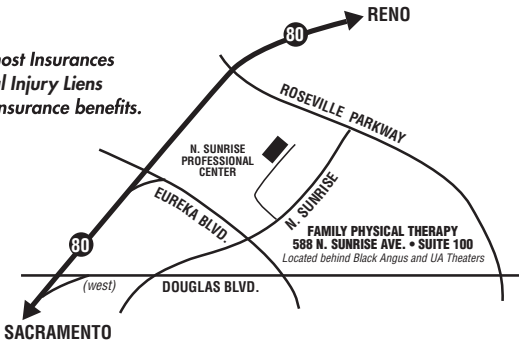 RENO
80
ost Insurances
l Injury Liens
nsurance benefits.
ROSEVILLE PARKWAY
N. SUNRISE
PROFESSIONAL
CENTER
N. SUNRISE
EUREKA BLVD.
FAMILY PHYSICAL THERAPY
588 N. SUNRISE AVE. • SUITE 100
Located behind Black Angus and UA Theaters
80
(west)
DOUGLAS BLVD.
SACRAMENTO